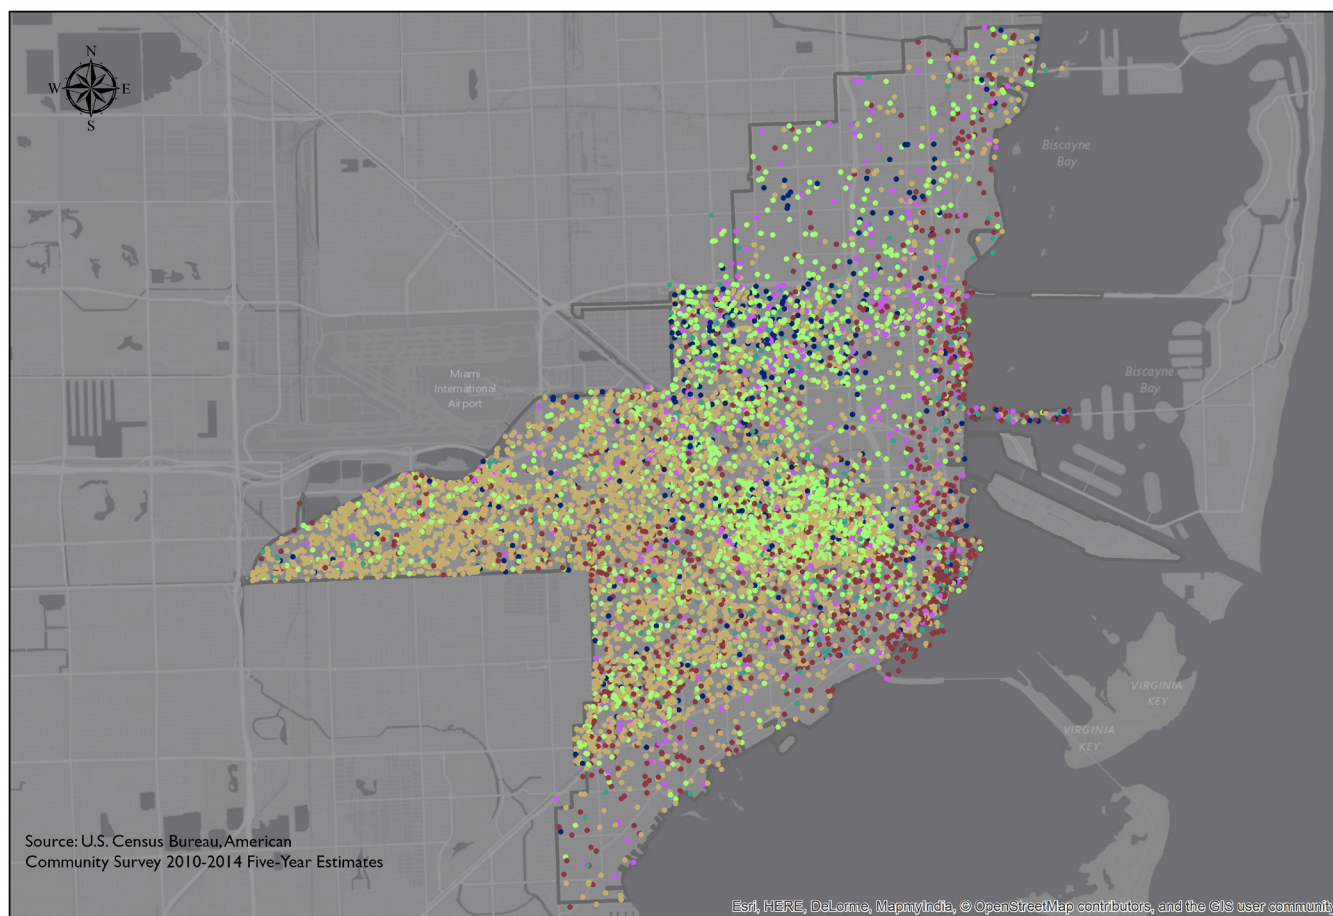 N
W E
S
Biscayne
Bay
Miami
International
Airport
Biscayne
Bay
VIRGINIA
KEY
VIRGINIA
KEY
Source: U.S. Census Bureau, American
Community Survey 2010-2014 Five-Year Estimates
Esri, HERE, DeLorme, MapmyIndia, © OpenStreetMap contributors, and the GIS user community